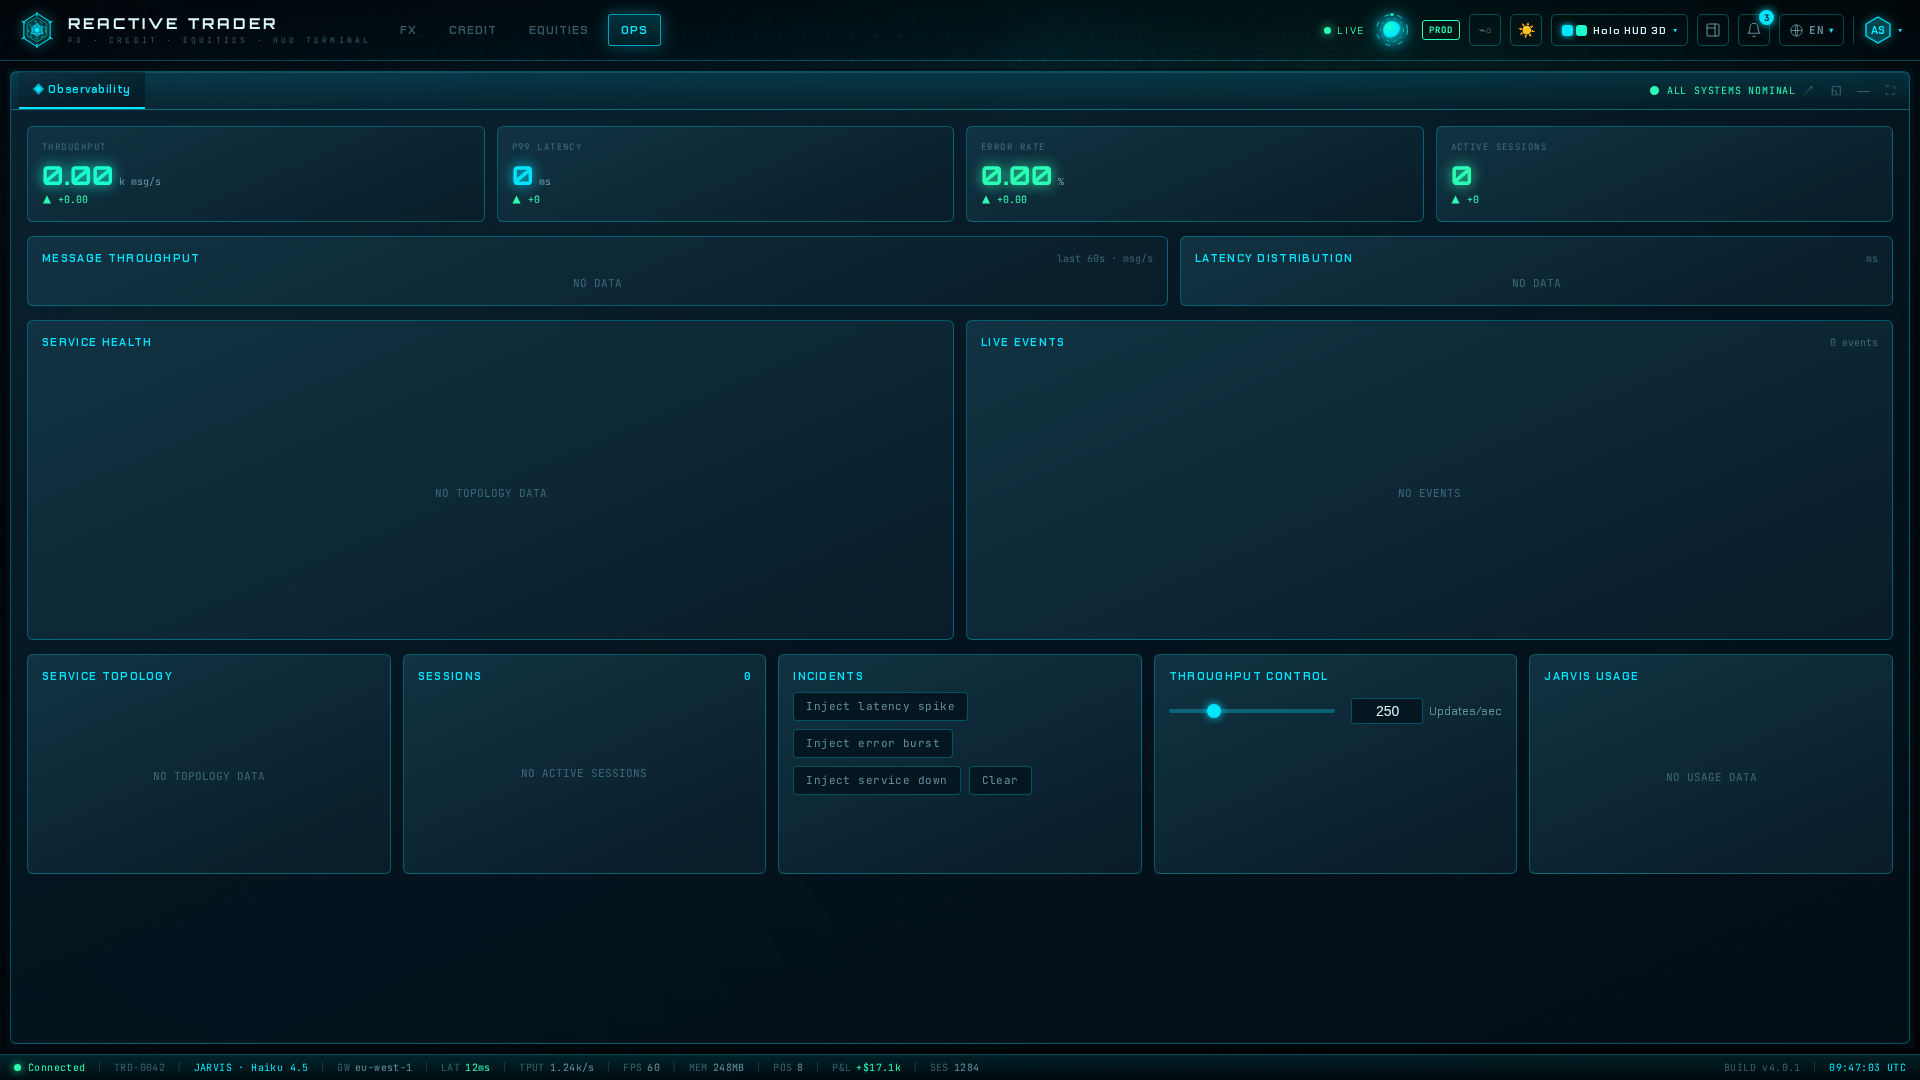 REACTIVE TRADER
FX · CREDIT · EQUITIES · HUD TERMINAL
FX CREDIT EQUITIES OPS
LIVE PROD Holo HUD 3D 3 EN AS
Observability
ALL SYSTEMS NOMINAL
THROUGHPUT
0.00 k msg/s
▲ +0.00
P99 LATENCY
0 ms
▲ +0
ERROR RATE
0.00 %
▲ +0.00
ACTIVE SESSIONS
0
▲ +0
MESSAGE THROUGHPUT last 60s · msg/s
NO DATA
LATENCY DISTRIBUTION ms
NO DATA
SERVICE HEALTH
NO TOPOLOGY DATA
LIVE EVENTS 0 events
NO EVENTS
SERVICE TOPOLOGY
NO TOPOLOGY DATA
SESSIONS 0
NO ACTIVE SESSIONS
INCIDENTS
Inject latency spike
Inject error burst
Inject service down Clear
THROUGHPUT CONTROL
250 Updates/sec
JARVIS USAGE
NO USAGE DATA
Connected TRD-0042 JARVIS · Haiku 4.5 GW eu-west-1 LAT 12ms TPUT 1.24k/s FPS 60 MEM 248MB POS 8 P&L +$17.1k SES 1284 BUILD v4.0.1 09:47:03 UTC